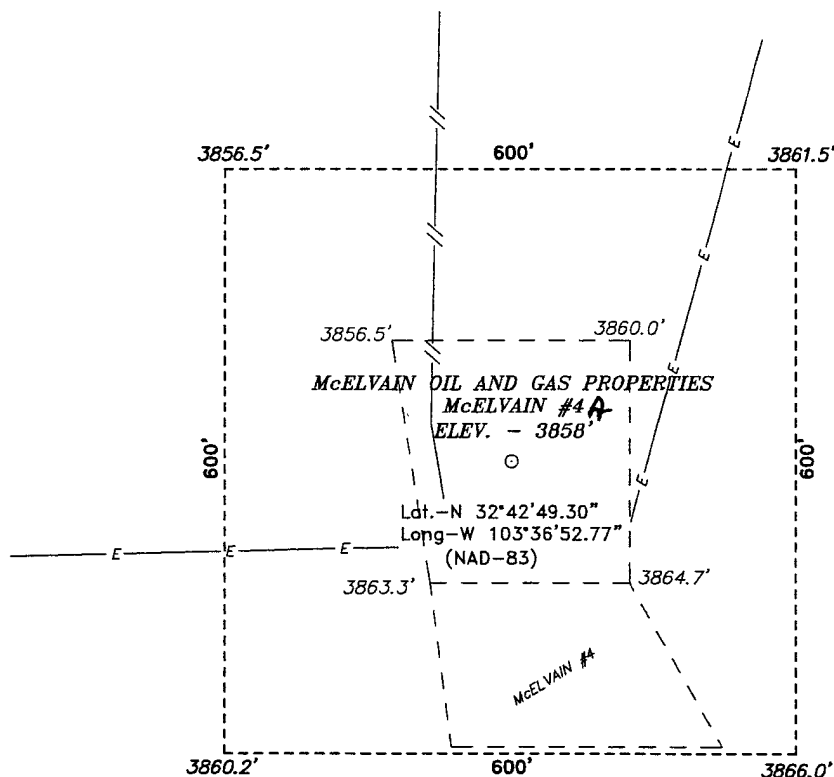 3856.5' 600' 3861.5'
E
E
3856.5' 3860.0'
E
McELVAIN OIL AND GAS PROPERTIES
McELVAIN #4 A
ELEV. - 3858'
600' 600'
E
Lat.-N 32°42'49.30"
Long-W 103°36'52.77"
E E E
(NAD-83)
3863.3' 3864.7'
McELVAIN #4
3860.2' 600' 3866.0'